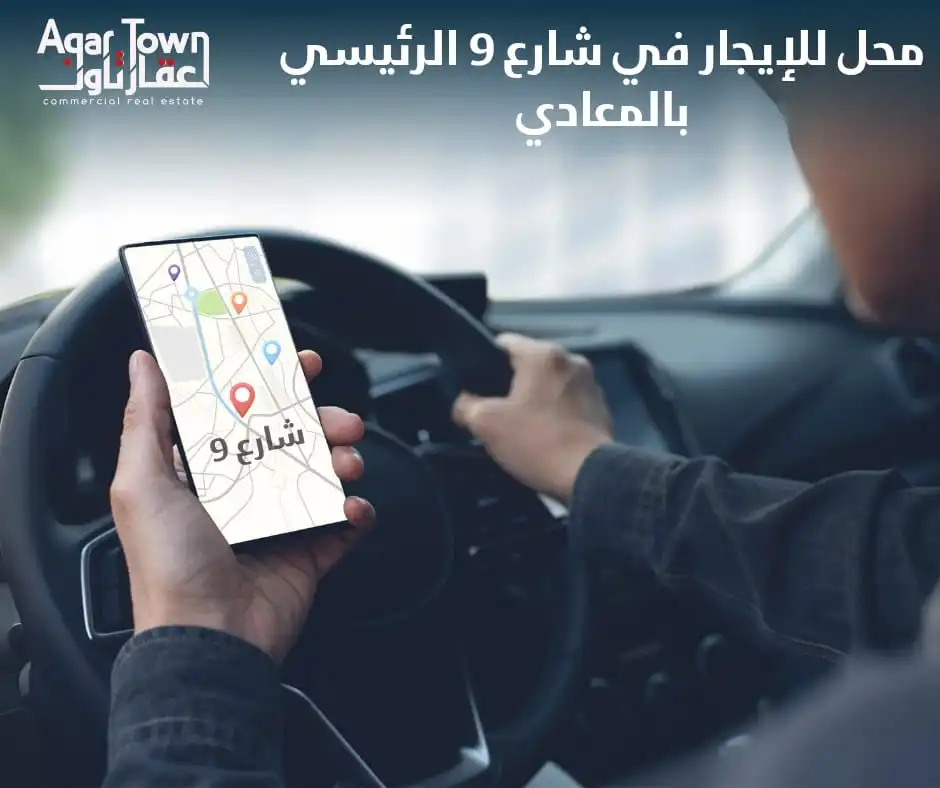 Aqar Town
عقار تاون
commercial real estate
محل للإيجار في شارع 9 الرئيسي
بالمعادي
شارع 9